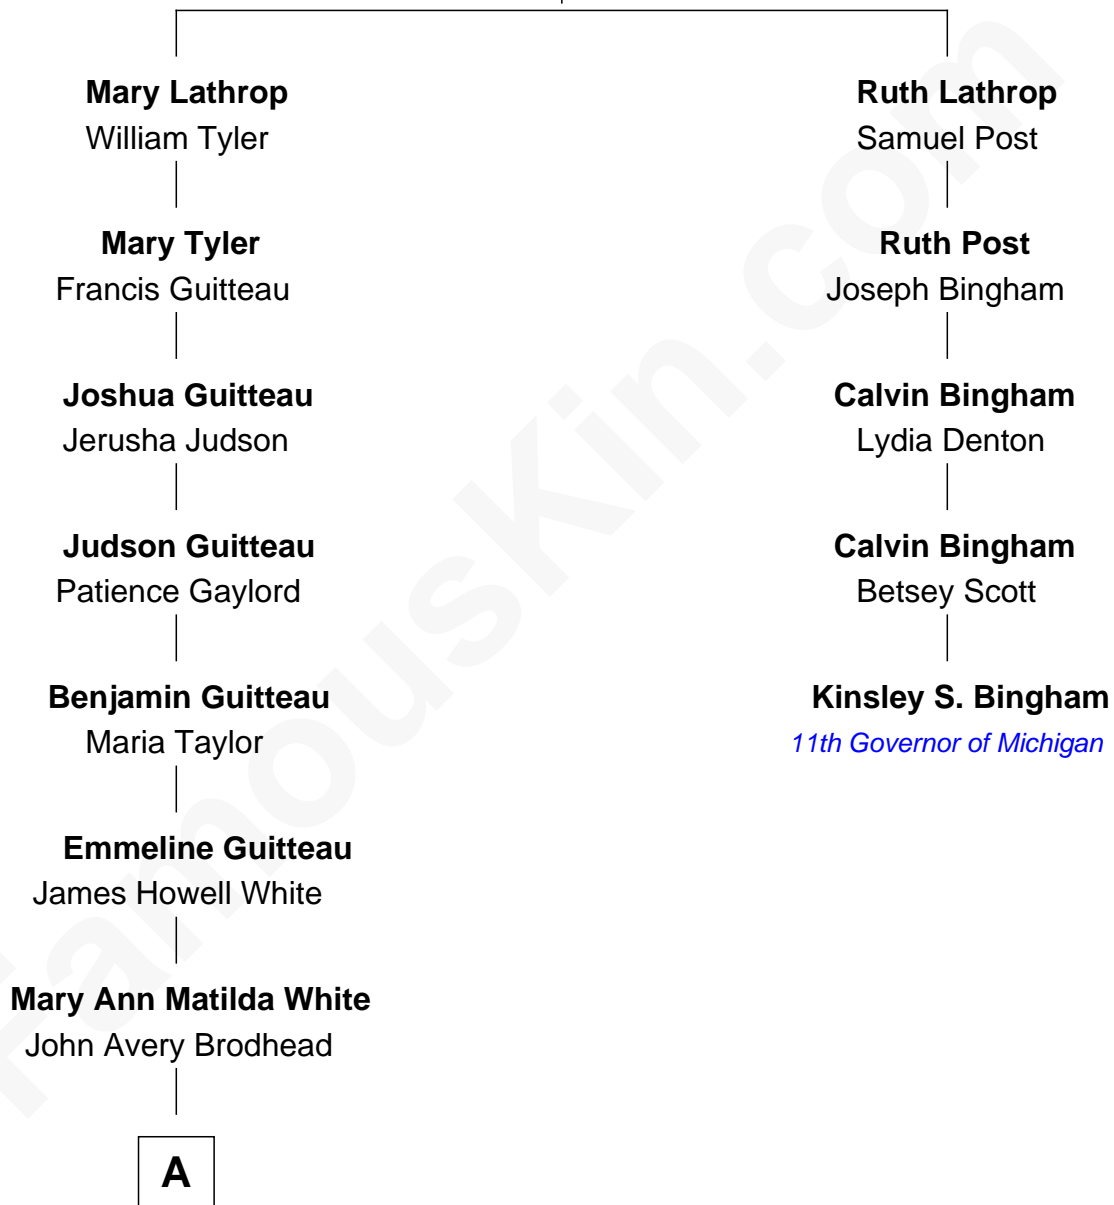 Mary Lathrop
William Tyler
Mary Tyler
Francis Guitteau
Joshua Guitteau
Jerusha Judson
Judson Guitteau
Patience Gaylord
Benjamin Guitteau
Maria Taylor
Emmeline Guitteau
James Howell White
Mary Ann Matilda White
John Avery Brodhead
A
Ruth Lathrop
Samuel Post
Ruth Post
Joseph Bingham
Calvin Bingham
Lydia Denton
Calvin Bingham
Betsey Scott
Kinsley S. Bingham
11th Governor of Michigan
FamousKin.com